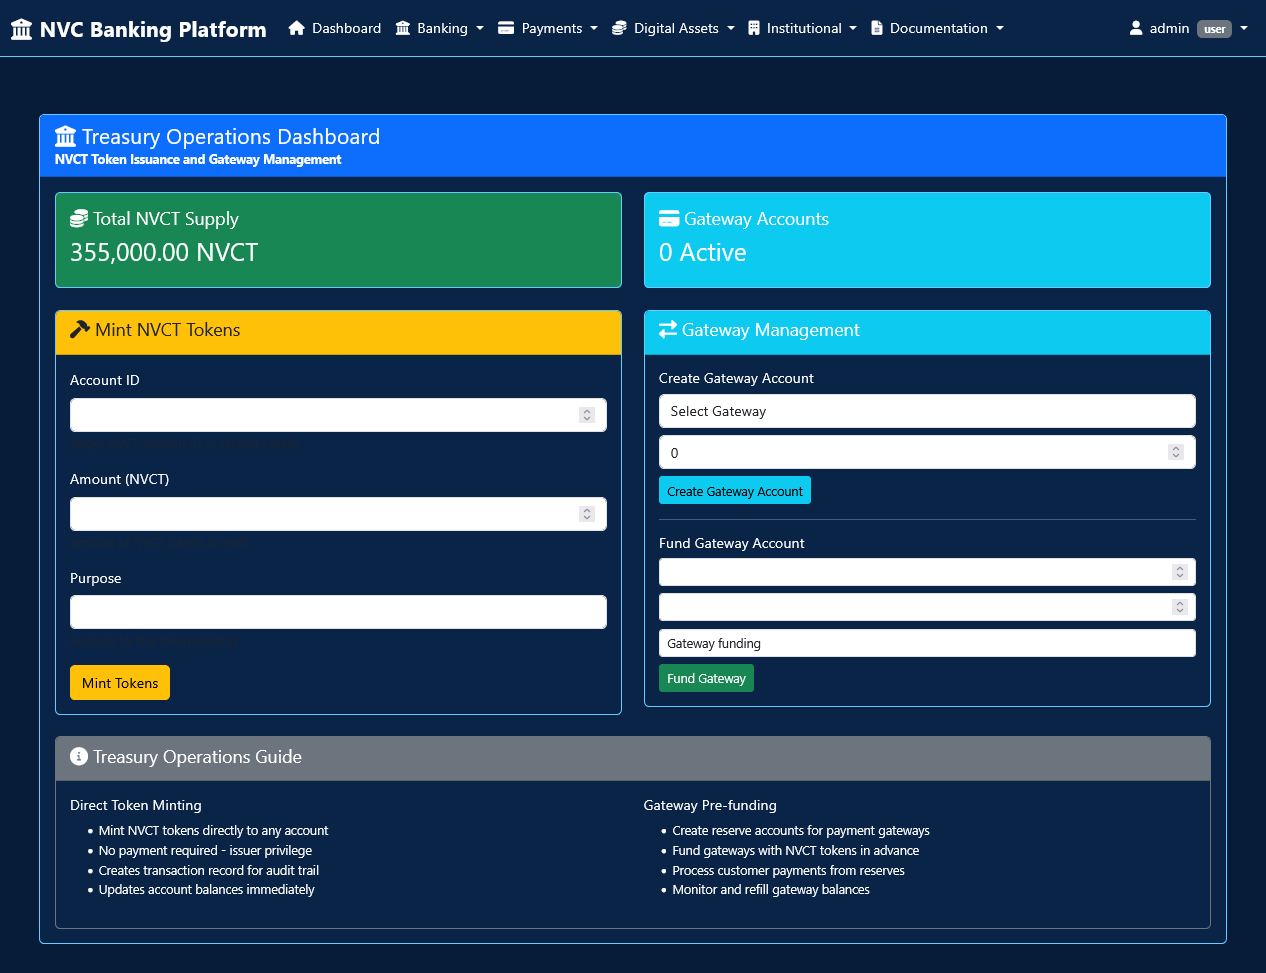 NVC Banking Platform Dashboard Banking Payments Digital Assets Institutional Documentation admin user
Treasury Operations Dashboard
NVCT Token Issuance and Gateway Management
Total NVCT Supply
355,000.00 NVCT
Gateway Accounts
0 Active
Mint NVCT Tokens
Account ID
Amount (NVCT)
Purpose
Mint Tokens
Gateway Management
Create Gateway Account
Select Gateway
0
Create Gateway Account
Fund Gateway Account
Gateway funding
Fund Gateway
Treasury Operations Guide
Direct Token Minting
• Mint NVCT tokens directly to any account
• No payment required - issuer privilege
• Creates transaction record for audit trail
• Updates account balances immediately
Gateway Pre-funding
• Create reserve accounts for payment gateways
• Fund gateways with NVCT tokens in advance
• Process customer payments from reserves
• Monitor and refill gateway balances